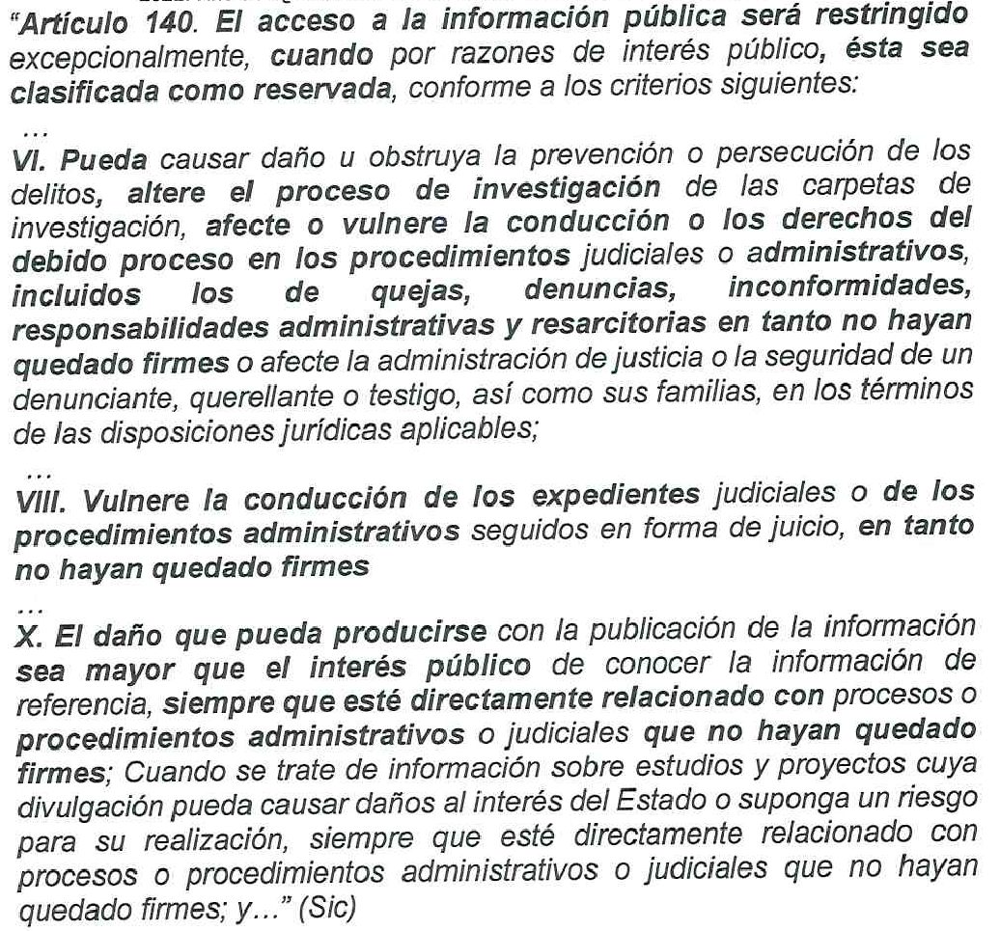 “Artículo 140. El acceso a la información pública será restringido
excepcionalmente, cuando por razones de interés público, ésta sea
clasificada como reservada, conforme a los criterios siguientes:
...
VI. Pueda causar daño u obstruya la prevención o persecución de los
delitos, altere el proceso de investigación de las carpetas de
investigación, afecte o vulnere la conducción o los derechos del
debido proceso en los procedimientos judiciales o administrativos,
incluidos los de quejas, denuncias, inconformidades,
responsabilidades administrativas y resarcitorias en tanto no hayan
quedado firmes o afecte la administración de justicia o la seguridad de un
denunciante, querellante o testigo, así como sus familias, en los términos
de las disposiciones jurídicas aplicables;
...
VIII. Vulnere la conducción de los expedientes judiciales o de los
procedimientos administrativos seguidos en forma de juicio, en tanto
no hayan quedado firmes
...
X. El daño que pueda producirse con la publicación de la información
sea mayor que el interés público de conocer la información de
referencia, siempre que esté directamente relacionado con procesos o
procedimientos administrativos o judiciales que no hayan quedado
firmes; Cuando se trate de información sobre estudios y proyectos cuya
divulgación pueda causar daños al interés del Estado o suponga un riesgo
para su realización, siempre que esté directamente relacionado con
procesos o procedimientos administrativos o judiciales que no hayan
quedado firmes; y...” (Sic)